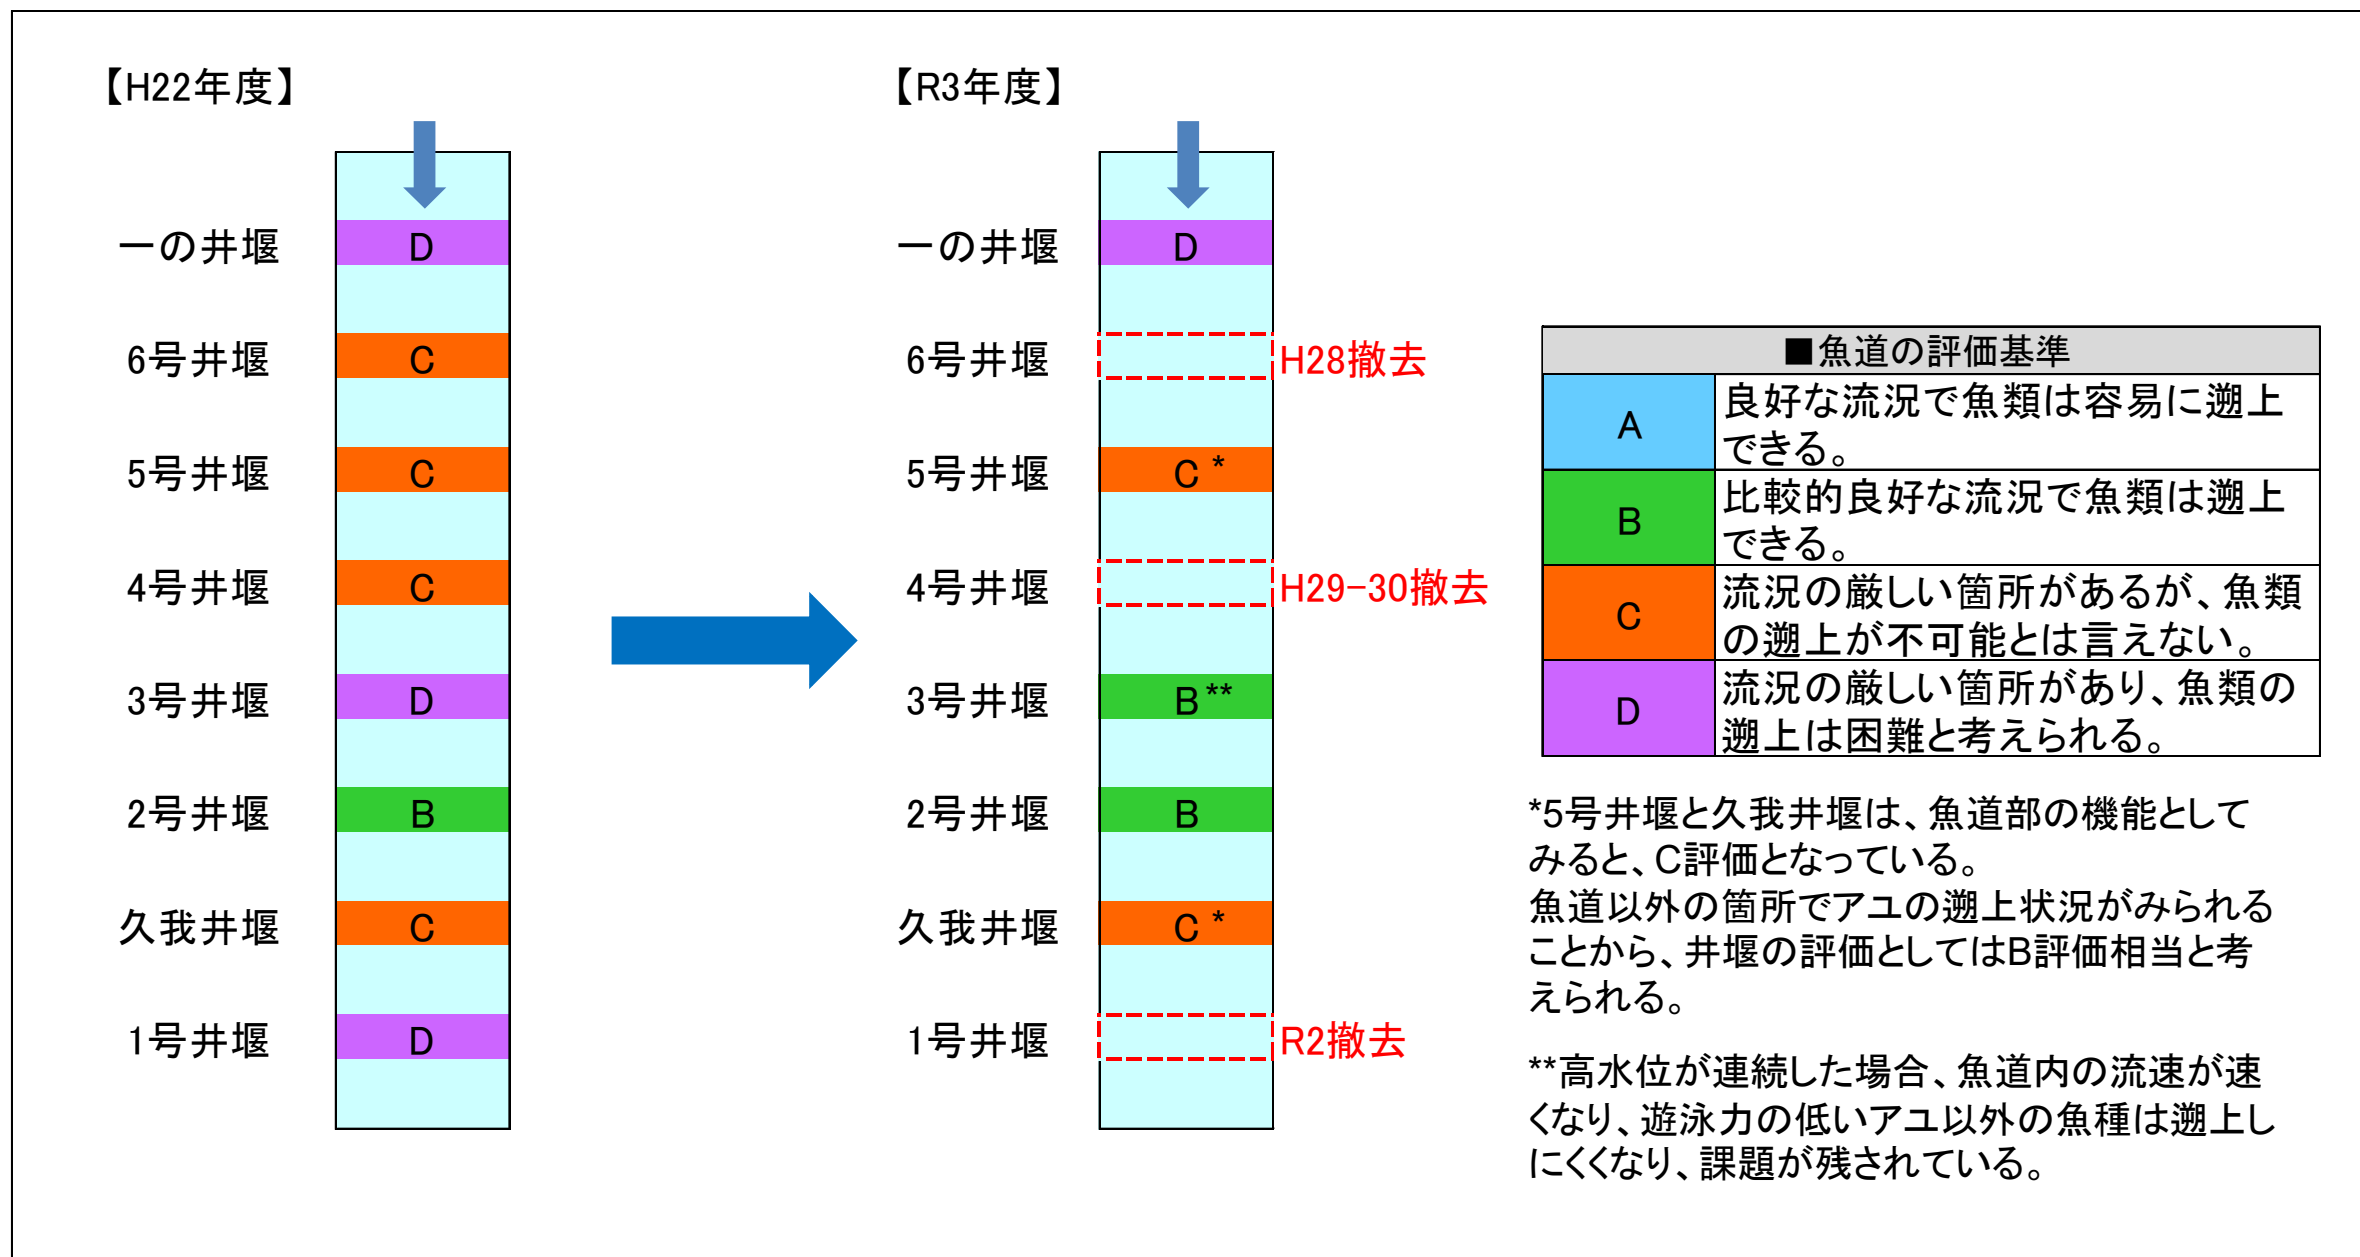 【H22年度】
一の井堰
D
6号井堰
C
5号井堰
C
4号井堰
C
3号井堰
D
2号井堰
B
久我井堰
C
1号井堰
D
【R3年度】
一の井堰
D
6号井堰
H28撤去
5号井堰
C *
4号井堰
H29-30撤去
3号井堰
B **
2号井堰
B
久我井堰
C *
1号井堰
R2撤去
■魚道の評価基準
A
良好な流況で魚類は容易に遡上
できる。
B
比較的良好な流況で魚類は遡上
できる。
C
流況の厳しい箇所があるが、魚類
の遡上が不可能とは言えない。
D
流況の厳しい箇所があり、魚類の
遡上は困難と考えられる。
*5号井堰と久我井堰は、魚道部の機能として
みると、C評価となっている。
魚道以外の箇所でアユの遡上状況がみられる
ことから、井堰の評価としてはB評価相当と考
えられる。
**高水位が連続した場合、魚道内の流速が速
くなり、遊泳力の低いアユ以外の魚種は遡上し
にくくなり、課題が残されている。